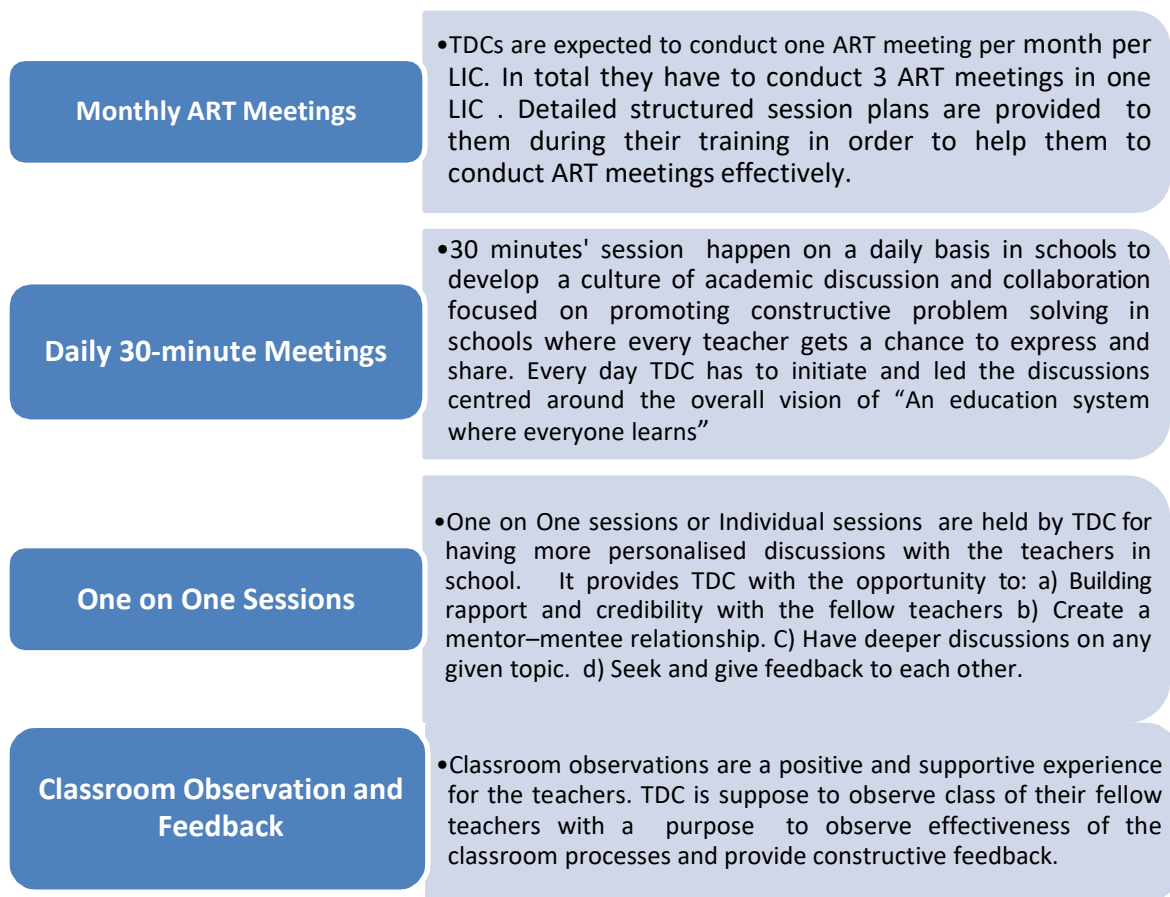 Monthly ART Meetings
•TDCs are expected to conduct one ART meeting per month per
LIC. In total they have to conduct 3 ART meetings in one
LIC . Detailed structured session plans are provided to
them during their training in order to help them to
conduct ART meetings effectively.
Daily 30-minute Meetings
•30 minutes' session happen on a daily basis in schools to
develop a culture of academic discussion and collaboration
focused on promoting constructive problem solving in
schools where every teacher gets a chance to express and
share. Every day TDC has to initiate and led the discussions
centred around the overall vision of “An education system
where everyone learns”
One on One Sessions
•One on One sessions or Individual sessions are held by TDC for
having more personalised discussions with the teachers in
school. It provides TDC with the opportunity to: a) Building
rapport and credibility with the fellow teachers b) Create a
mentor–mentee relationship. C) Have deeper discussions on any
given topic. d) Seek and give feedback to each other.
Classroom Observation and
Feedback
•Classroom observations are a positive and supportive experience
for the teachers. TDC is suppose to observe class of their fellow
teachers with a purpose to observe effectiveness of the
classroom processes and provide constructive feedback.